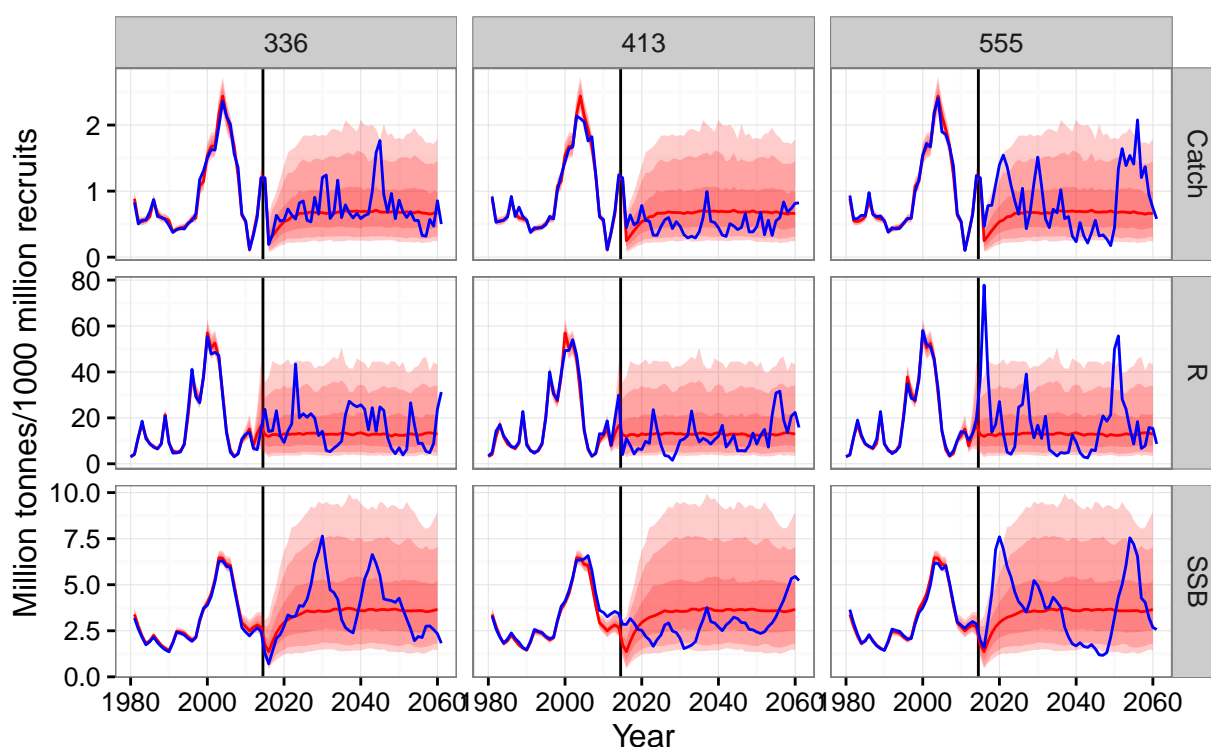 336 413 555
Million tonnes/1000 million recruits
0 1 2
Catch
0 20 40 60 80
R
0.0 2.5 5.0 7.5 10.0
SSB
1980 2000 2020 2040 2060
1980 2000 2020 2040 2060
1980 2000 2020 2040 2060
Year